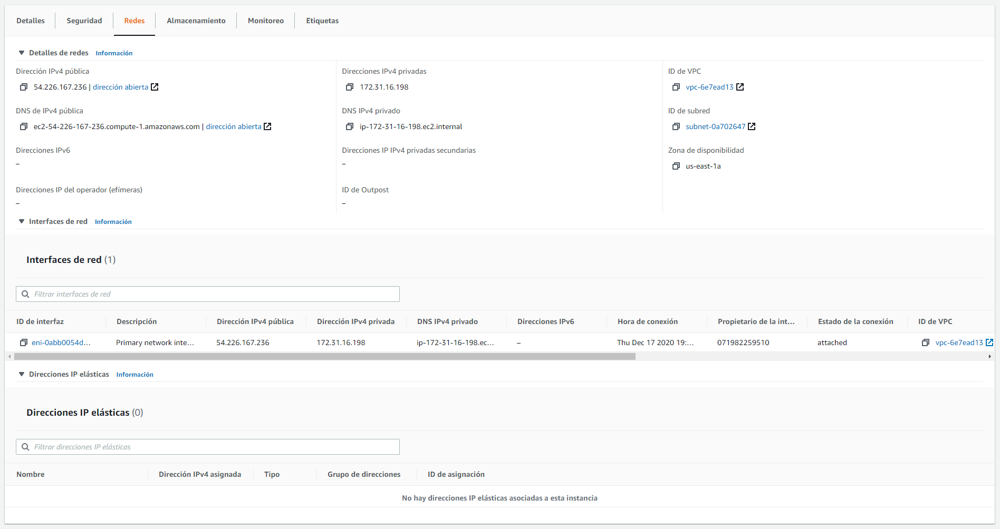 Detalles
Seguridad
Redes
Almacenamiento
Monitoreo
Etiquetas
Detalles de redes Información
Dirección IPv4 pública
54.226.167.236 | dirección abierta
DNS de IPv4 pública
ec2-54-226-167-236.compute-1.amazonaws.com | dirección abierta
Direcciones IPv6
–
Direcciones IP del operador (efímeras)
–
Direcciones IPv4 privadas
172.31.16.198
DNS IPv4 privado
ip-172-31-16-198.ec2.internal
Direcciones IP IPv4 privadas secundarias
–
ID de Outpost
–
ID de VPC
vpc-6e7ead13
ID de subred
subnet-0a702647
Zona de disponibilidad
us-east-1a
Interfaces de red Información
Interfaces de red (1)
Filtrar interfaces de red
ID de interfaz Descripción Dirección IPv4 pública Dirección IPv4 privada DNS IPv4 privado Direcciones IPv6 Hora de conexión Propietario de la int... Estado de la conexión ID de VPC
eni-0abb0054d... Primary network inte... 54.226.167.236 172.31.16.198 ip-172-31-16-198.ec... – Thu Dec 17 2020 19:... 071982259510 attached vpc-6e7ead13
Direcciones IP elásticas Información
Direcciones IP elásticas (0)
Filtrar direcciones IP elásticas
Nombre Dirección IPv4 asignada Tipo Grupo de direcciones ID de asignación
No hay direcciones IP elásticas asociadas a esta instancia